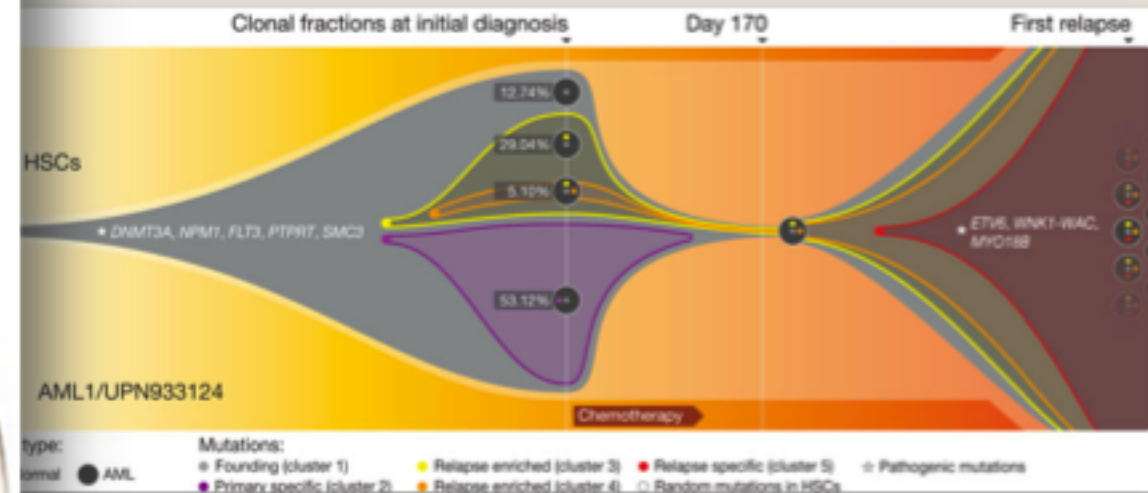 Clonal fractions at initial diagnosis
Day 170
First relapse
12.74%
HSCs
29.04%
5.10%
DNMT3A, NPM1, FLT3, PTPRT, SMC3
ETV6, WNK1-WAC,
MYO18B
53.12%
AML1/UPN933124
Chemotherapy
type:
Mutations:
ormal
AML
Founding (cluster 1)
Relapse enriched (cluster 3)
Relapse specific (cluster 5)
Pathogenic mutations
Primary specific (cluster 2)
Relapse enriched (cluster 4)
Random mutations in HSCs